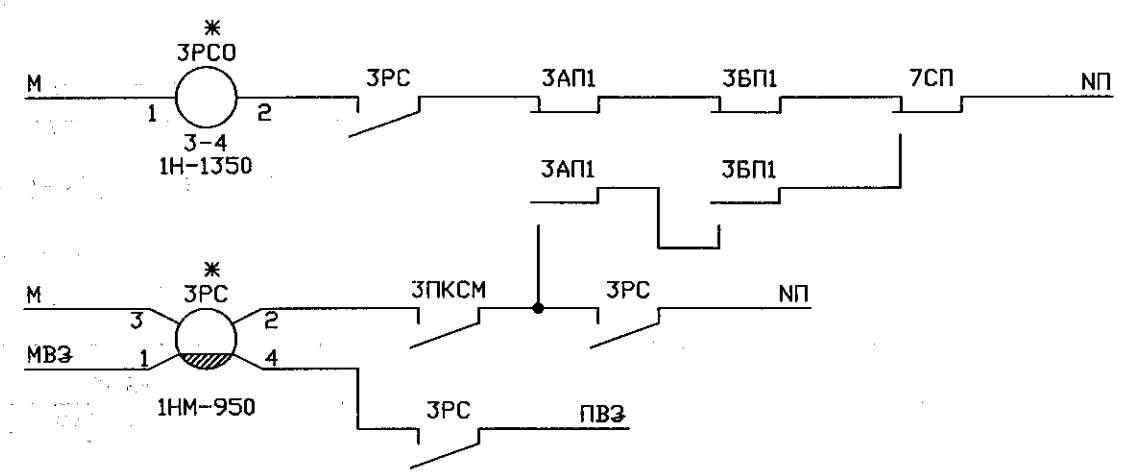 *
3РСО
М
1
2
3-4
1Н-1350
3РС
3АП1
3БП1
7СП
NП
3АП1
3БП1
*
3РС
М
3
2
МВЗ
1
4
1НМ-950
3ПКСМ
3РС
NП
3РС
ПВЗ